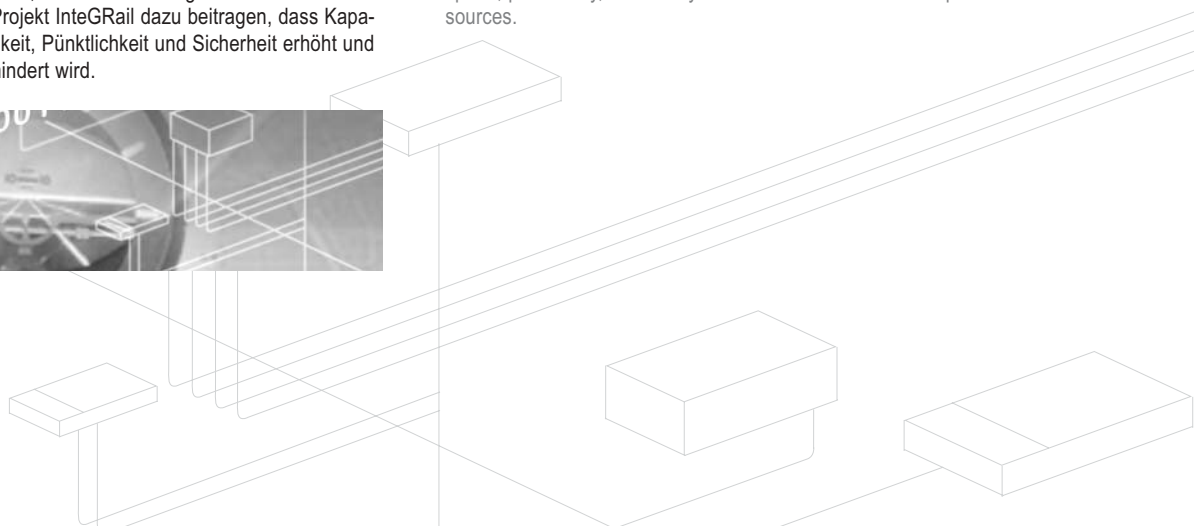 Projekt InteGRail dazu beitragen, dass Kapa-
keit, Pünktlichkeit und Sicherheit erhöht und
indert wird.
sources.